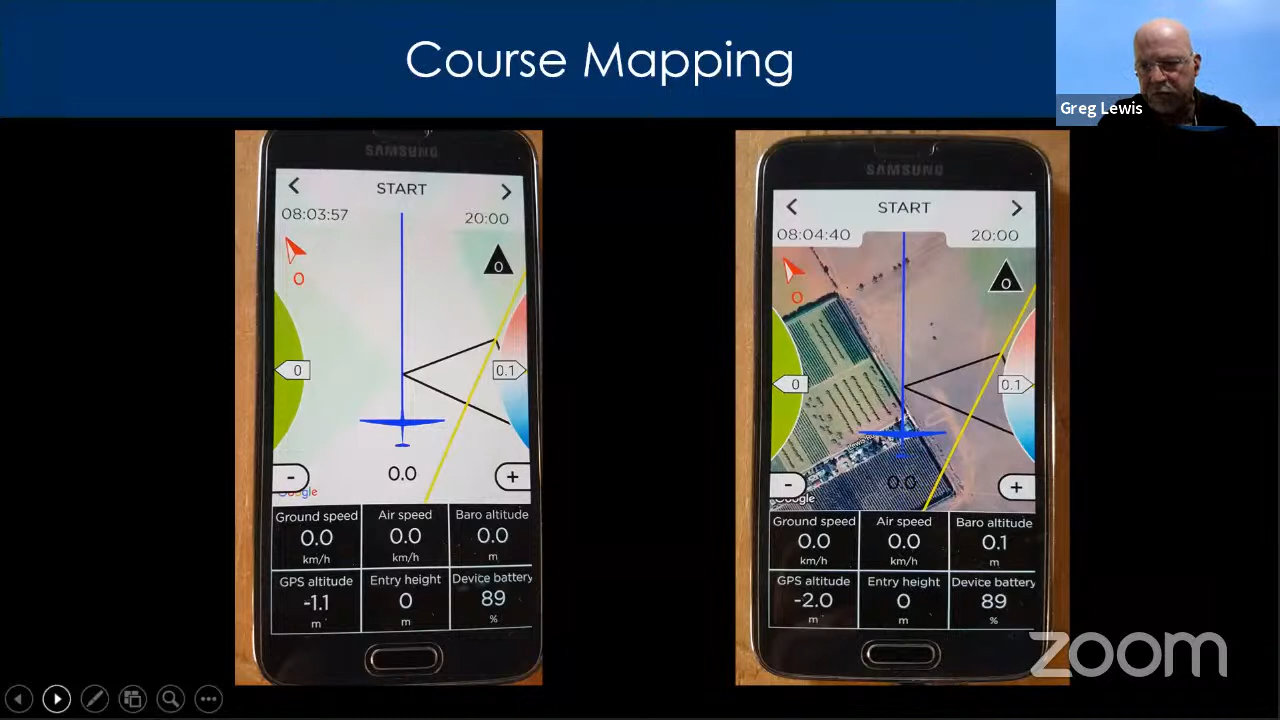 Course Mapping
Greg Lewis
SAMSUNG
START
08:03:57
20:00
0
0
0
0.1
-
0.0
+
Google
Ground speed
Air speed
Baro altitude
0.0
0.0
0.0
km/h
km/h
m
GPS altitude
Entry height
Device battery
-1.1
0
89
m
m
%
SAMSUNG
START
08:04:40
20:00
0
0
0
0.1
-
0.0
+
Google
Ground speed
Air speed
Baro altitude
0.0
0.0
0.1
km/h
km/h
m
GPS altitude
Entry height
Device battery
-2.0
0
89
m
m
%
zoom